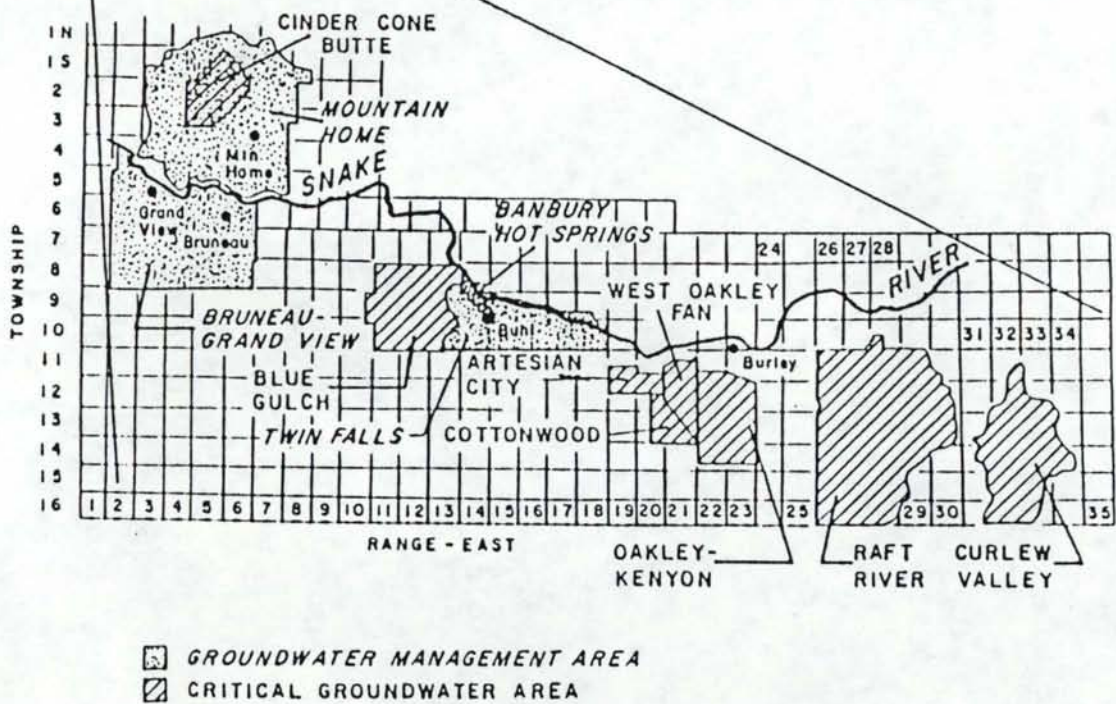 CINDER CONE
BUTTE
1N
1S
2
3
4
5
6
7
8
9
10
11
12
13
14
15
16
TOWNSHIP
MOUNTAIN
HOME
Mtn
Home
SNAKE
Grand
View
Bruneau
BANBURY
HOT SPRINGS
24
26 27 28
RIVER
WEST OAKLEY
FAN
BRUNEAU-
GRAND VIEW
Buhl
31 32 33 34
BLUE
GULCH
ARTESIAN
CITY
Burley
TWIN FALLS
COTTONWOOD
1 2 3 4 5 6 7 8 9 10 11 12 13 14 15 16 17 18 19 20 21 22 23 25 29 30 35
RANGE - EAST
OAKLEY-
KENYON
RAFT
RIVER
CURLEW
VALLEY
GROUNDWATER MANAGEMENT AREA
CRITICAL GROUNDWATER AREA